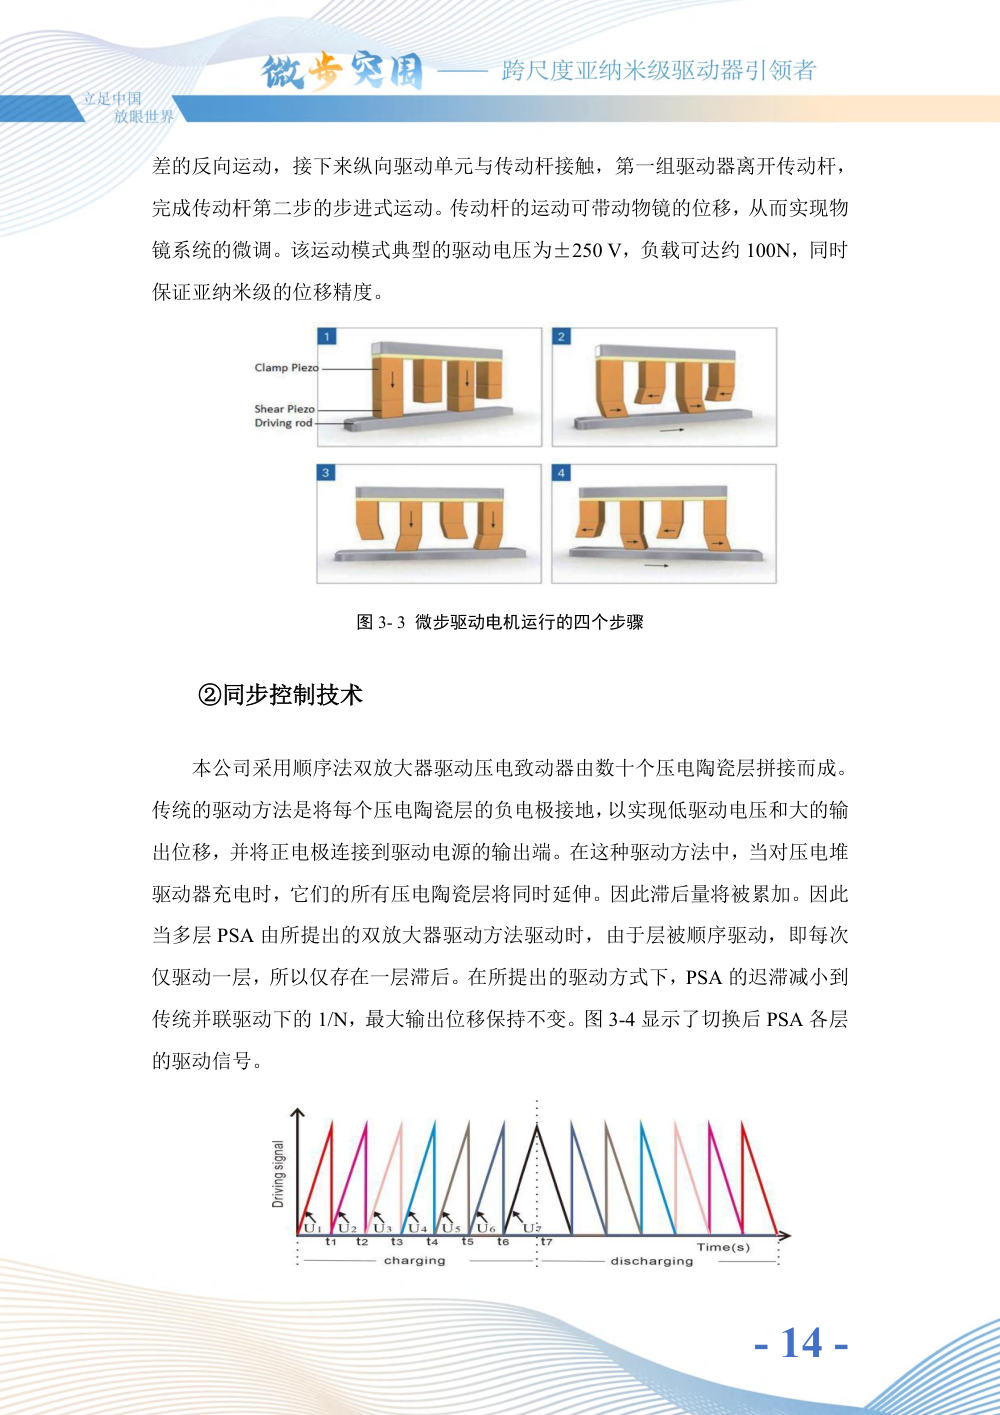 微步突围 —— 跨尺度亚纳米级驱动器引领者
立足中国
放眼世界
差的反向运动，接下来纵向驱动单元与传动杆接触，第一组驱动器离开传动杆，
完成传动杆第二步的步进式运动。传动杆的运动可带动物镜的位移，从而实现物
镜系统的微调。该运动模式典型的驱动电压为±250 V，负载可达约 100N，同时
保证亚纳米级的位移精度。
1
2
Clamp Piezo
Shear Piezo
Driving rod
3
4
图 3- 3 微步驱动电机运行的四个步骤
②同步控制技术
本公司采用顺序法双放大器驱动压电致动器由数十个压电陶瓷层拼接而成。
传统的驱动方法是将每个压电陶瓷层的负电极接地，以实现低驱动电压和大的输
出位移，并将正电极连接到驱动电源的输出端。在这种驱动方法中，当对压电堆
驱动器充电时，它们的所有压电陶瓷层将同时延伸。因此滞后量将被累加。因此
当多层 PSA 由所提出的双放大器驱动方法驱动时，由于层被顺序驱动，即每次
仅驱动一层，所以仅存在一层滞后。在所提出的驱动方式下，PSA 的迟滞减小到
传统并联驱动下的 1/N，最大输出位移保持不变。图 3-4 显示了切换后 PSA 各层
的驱动信号。
Driving signal
U1 U2 U3 U4 U5 U6 U7
t1 t2 t3 t4 t5 t6 t7
Time(s)
charging
discharging
- 14 -